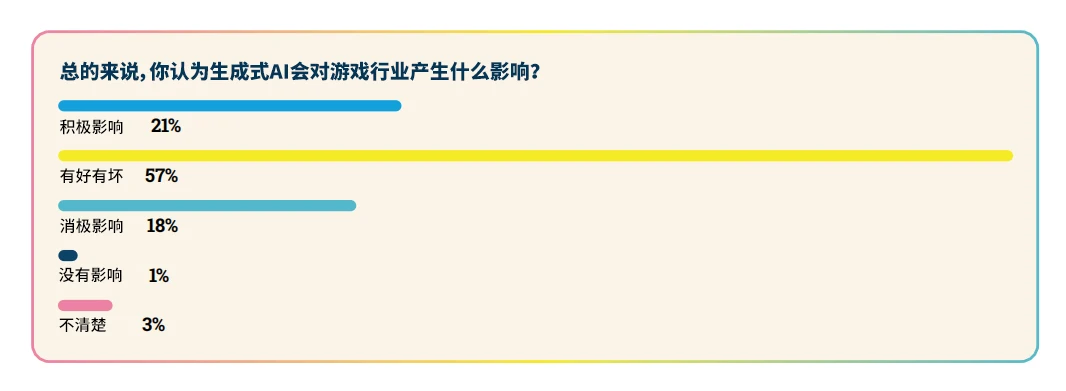 总的来说,你认为生成式AI会对游戏行业产生什么影响?
积极影响 21%
有好有坏 57%
消极影响 18%
没有影响 1%
不清楚 3%